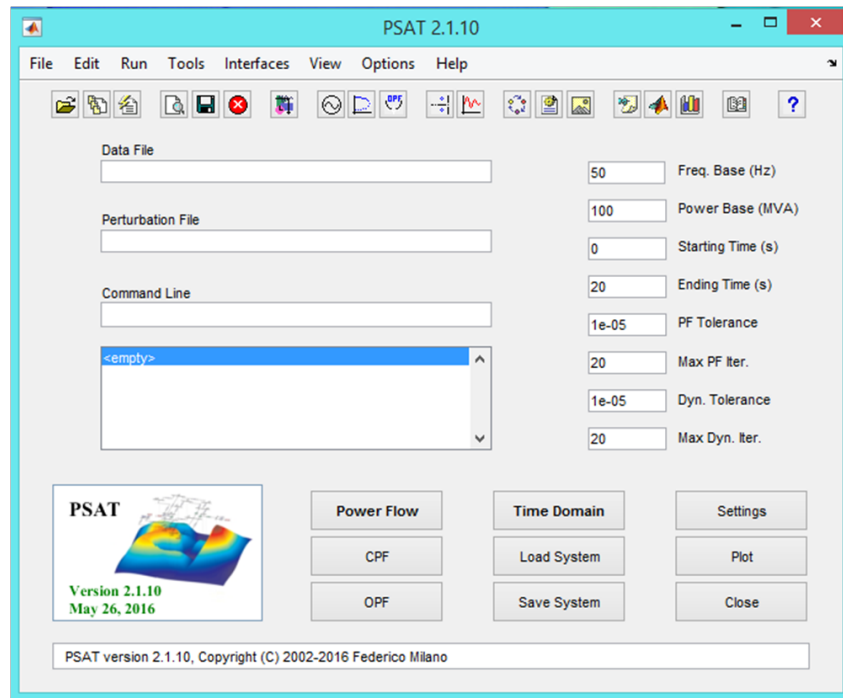 PSAT 2.1.10
File Edit Run Tools Interfaces View Options Help
OPF
?
Data File
50 Freq. Base (Hz)
Perturbation File
100 Power Base (MVA)
0 Starting Time (s)
Command Line
20 Ending Time (s)
1e-05 PF Tolerance
<empty>
20 Max PF Iter.
1e-05 Dyn. Tolerance
20 Max Dyn. Iter.
PSAT
Version 2.1.10
May 26, 2016
Power Flow Time Domain Settings
CPF Load System Plot
OPF Save System Close
PSAT version 2.1.10, Copyright (C) 2002-2016 Federico Milano